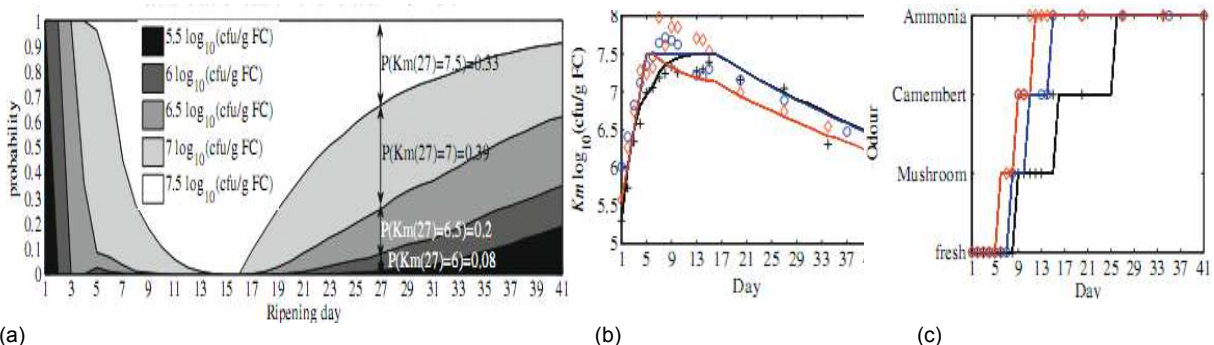 1
0.9
0.8
0.7
0.6
0.5
0.4
0.3
0.2
0.1
0
probability
5.5 log10(cfu/g FC)
6 log10(cfu/g FC)
6.5 log10(cfu/g FC)
7 log10(cfu/g FC)
7.5 log10(cfu/g FC)
P(Km(27)=7.5)=0.33
P(Km(27)=7)=0.39
P(Km(27)=6.5)=0.2
P(Km(27)=6)=0.08
1 3 5 7 9 11 13 15 17 19 21 23 25 27 29 31 33 35 37 39 41
Ripening day
(a)
8
7.5
7
6.5
6
5.5
5
Km log10(cfu/g FC)
1 5 9 13 17 21 25 29 33 37
Day
(b)
Odour
Ammonia
Camembert
Mushroom
fresh
1 5 9 13 17 21 25 29 33 37 41
Day
(c)